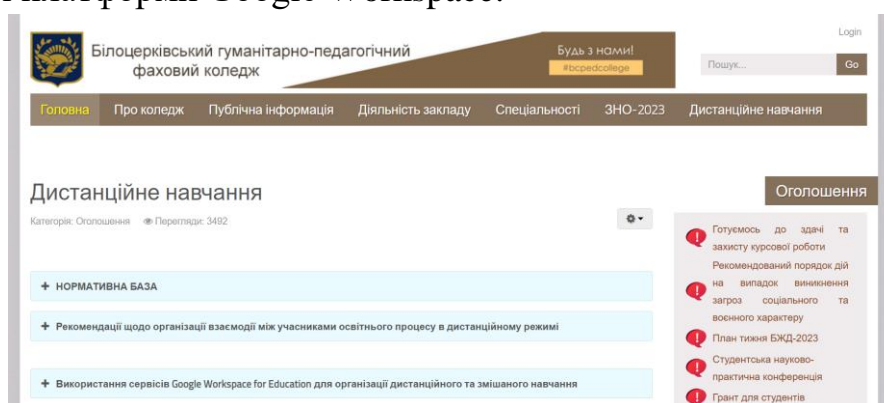 платформи Google Workspace.
Login
Білоцерківський гуманітарно-педагогічний
фаховий коледж
Будь з нами!
#bcpedcollege
Пошук...
Go
Головна Про коледж Публічна інформація Діяльність закладу Спеціальності ЗНО-2023 Дистанційне навчання
Дистанційне навчання
Категорія: Оголошення Перегляди: 3492
+ НОРМАТИВНА БАЗА
+ Рекомендації щодо організації взаємодії між учасниками освітнього процесу в дистанційному режимі
+ Використання сервісів Google Workspace for Education для організації дистанційного та змішаного навчання
Оголошення
Готуємось до здачі та
захисту курсової роботи
Рекомендований порядок дій
на випадок виникнення
загроз соціального та
воєнного характеру
План тижня БЖД-2023
Студентська науково-
практична конференція
Грант для студентів